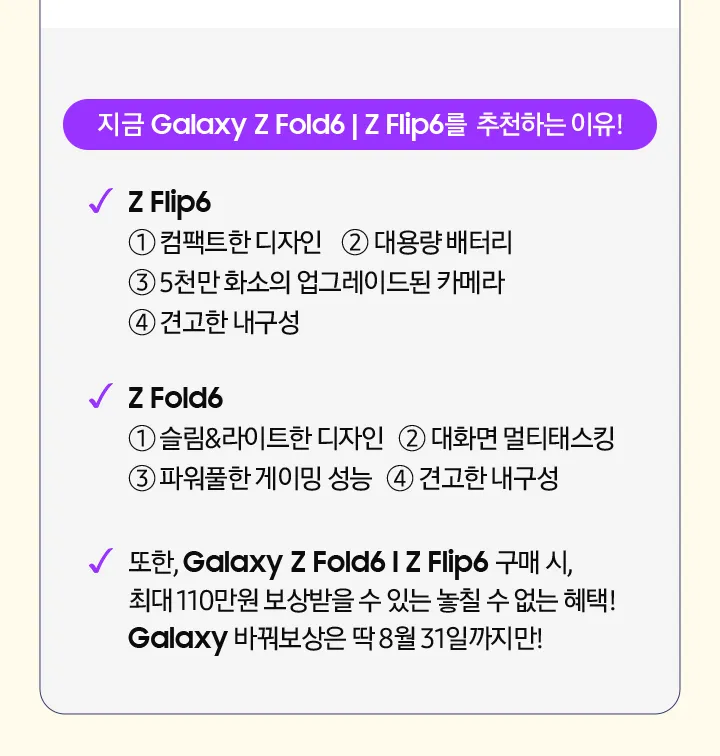 지금 Galaxy Z Fold6 | Z Flip6를 추천하는 이유!
✓ Z Flip6
① 컴팩트한 디자인 ② 대용량 배터리
③ 5천만 화소의 업그레이드된 카메라
④ 견고한 내구성
✓ Z Fold6
① 슬림&라이트한 디자인 ② 대화면 멀티태스킹
③ 파워풀한 게이밍 성능 ④ 견고한 내구성
✓ 또한, Galaxy Z Fold6 l Z Flip6 구매 시,
최대 110만원 보상받을 수 있는 놓칠 수 없는 혜택!
Galaxy 바꿔보상은 딱 8월 31일까지만!